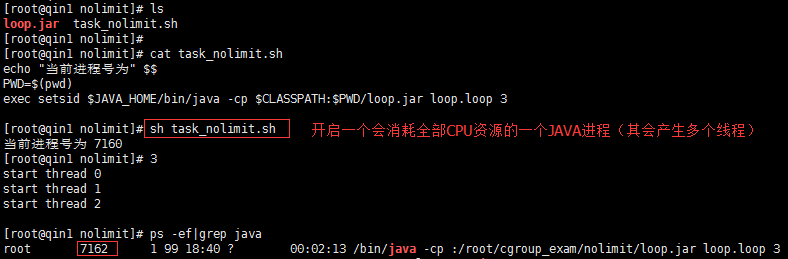 [root@qin1 nolimit]# ls
loop.jar  task_nolimit.sh
[root@qin1 nolimit]#
[root@qin1 nolimit]# cat task_nolimit.sh
echo "当前进程号为" $$
PWD=$(pwd)
exec setsid $JAVA_HOME/bin/java -cp $CLASSPATH:$PWD/loop.jar loop.loop 3
[root@qin1 nolimit]# sh task_nolimit.sh 开启一个会消耗全部CPU资源的一个JAVA进程（其会产生多个线程）
当前进程号为 7160
[root@qin1 nolimit]# 3
start thread 0
start thread 1
start thread 2
[root@qin1 nolimit]# ps -ef|grep java
root 7162 1 99 18:40 ? 00:02:13 /bin/java -cp :/root/cgroup_exam/nolimit/loop.jar loop.loop 3